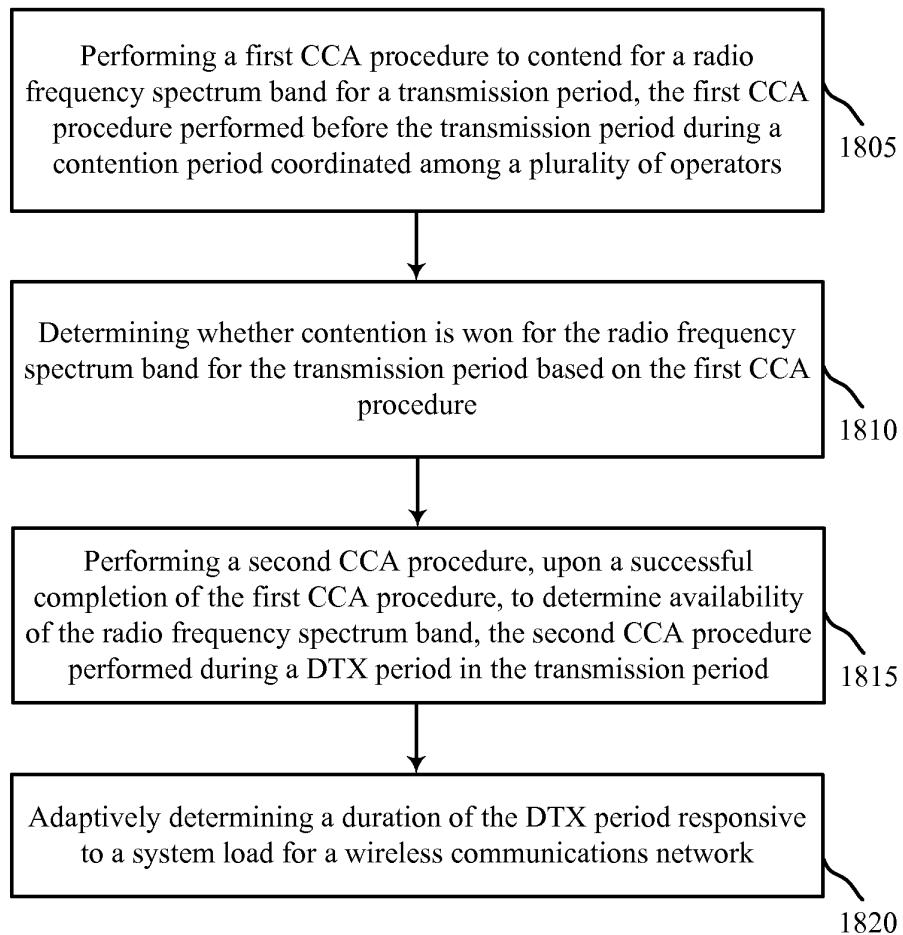 Performing a first CCA procedure to contend for a radio
frequency spectrum band for a transmission period, the first CCA
procedure performed before the transmission period during a
contention period coordinated among a plurality of operators
1805
Determining whether contention is won for the radio frequency
spectrum band for the transmission period based on the first CCA
procedure
1810
Performing a second CCA procedure, upon a successful
completion of the first CCA procedure, to determine availability
of the radio frequency spectrum band, the second CCA procedure
performed during a DTX period in the transmission period
1815
Adaptively determining a duration of the DTX period responsive
to a system load for a wireless communications network
1820